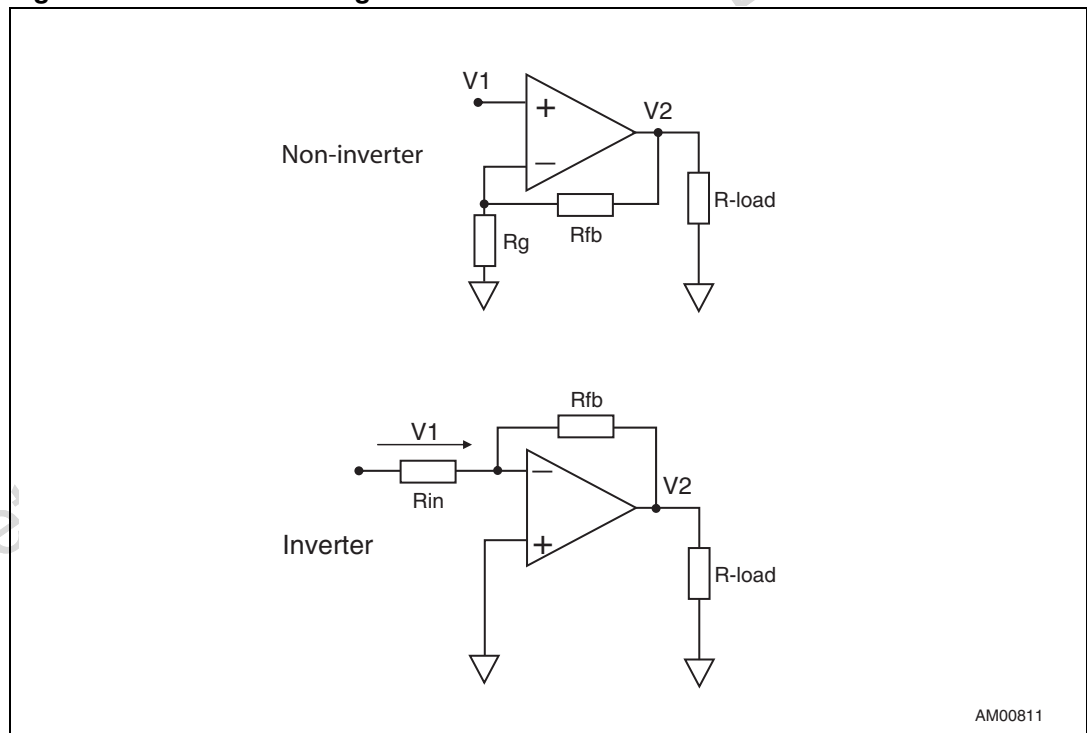 V1
+
V2
Non-inverter
−
R-load
Rfb
Rg
Rfb
V1
−
V2
Rin
Inverter
+
R-load
AM00811